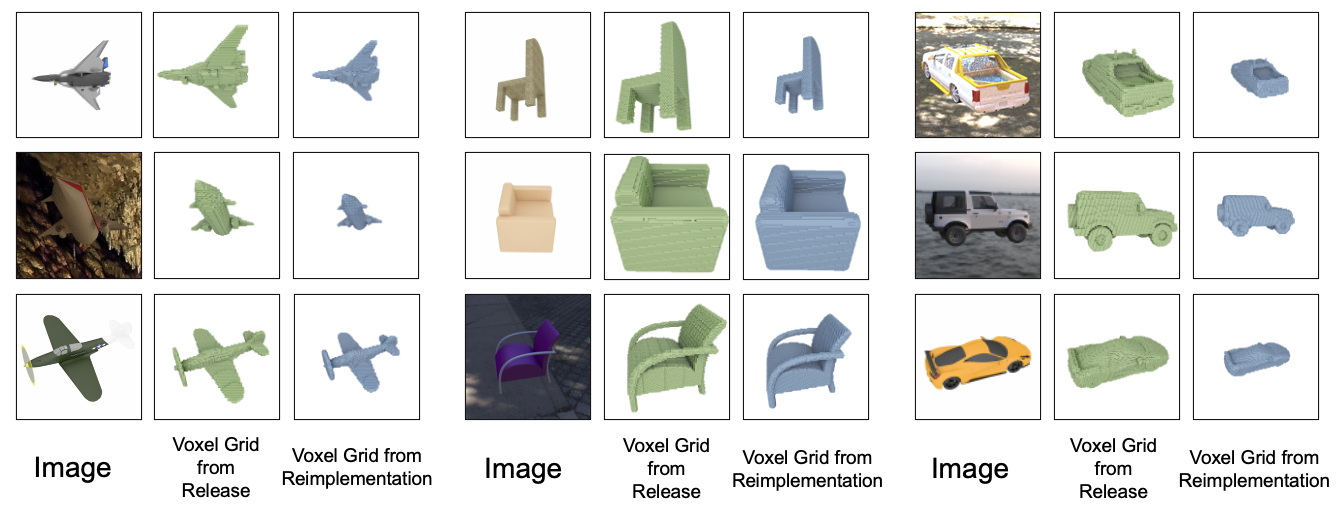 Image
Voxel Grid
from
Release
Voxel Grid from
Reimplementation
Image
Voxel Grid
from
Release
Voxel Grid from
Reimplementation
Image
Voxel Grid
from
Release
Voxel Grid from
Reimplementation